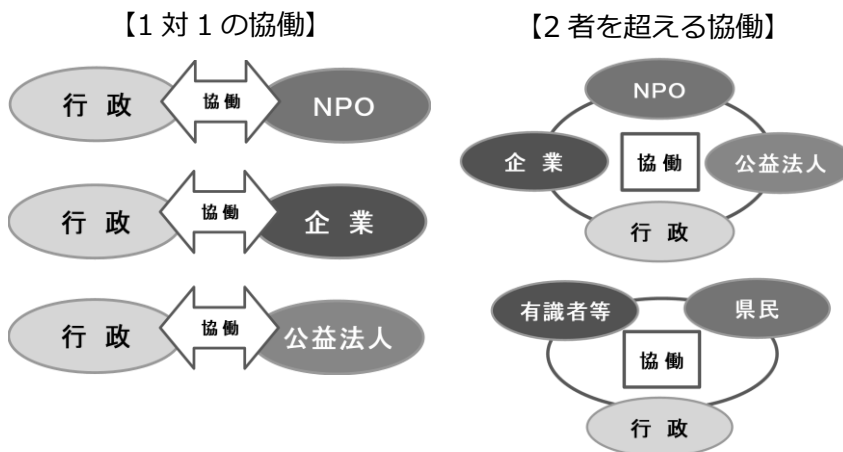 【1 対 1 の協働】
行 政
協 働
NPO
行 政
協 働
企 業
行 政
協 働
公益法人
【2 者を超える協働】
NPO
企 業
協 働
公益法人
行 政
有識者等
県民
協 働
行 政